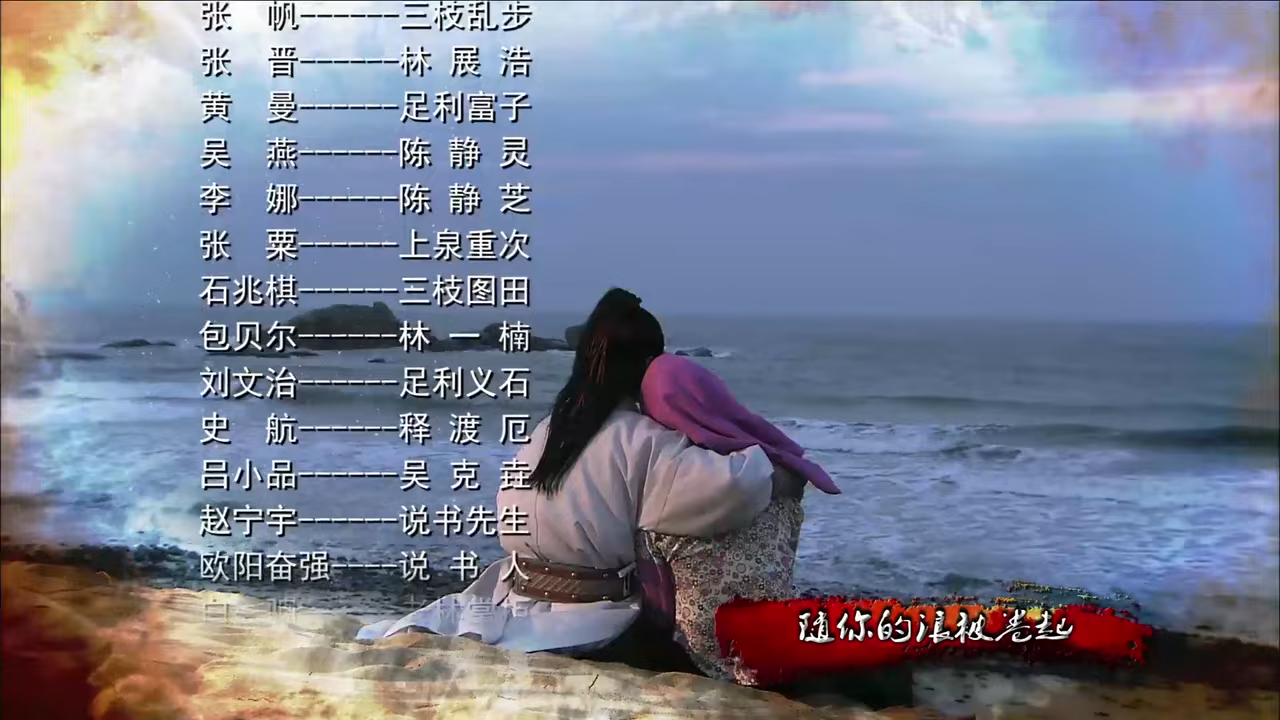 张 帆------三枝乱步
张 晋------林 展 浩
黄 曼------足利富子
吴 燕------陈 静 灵
李 娜------陈 静 芝
张 粟------上泉重次
石兆棋------三枝图田
包贝尔------林 一 楠
刘文治------足利义石
史 航------释 渡 厄
吕小品------吴 克 垚
赵宁宇------说书先生
欧阳奋强----说 书 人
随你的浪被卷起